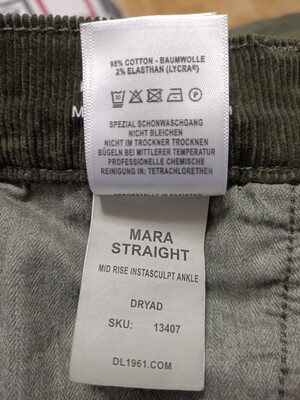 98% COTTON - BAUMWOLLE
2% ELASTHAN (LYCRA®)
SPEZIAL SCHONWASCHGANG
NICHT BLEICHEN
NICHT IM TROCKNER TROCKNEN
BÜGELN BEI MITTLERER TEMPERATUR
PROFESSIONELLE CHEMISCHE
REINIGUNG IN: TETRACHLORETHEN
MARA
STRAIGHT
MID RISE INSTASCULPT ANKLE
DRYAD
SKU: 13407
DL1961.COM